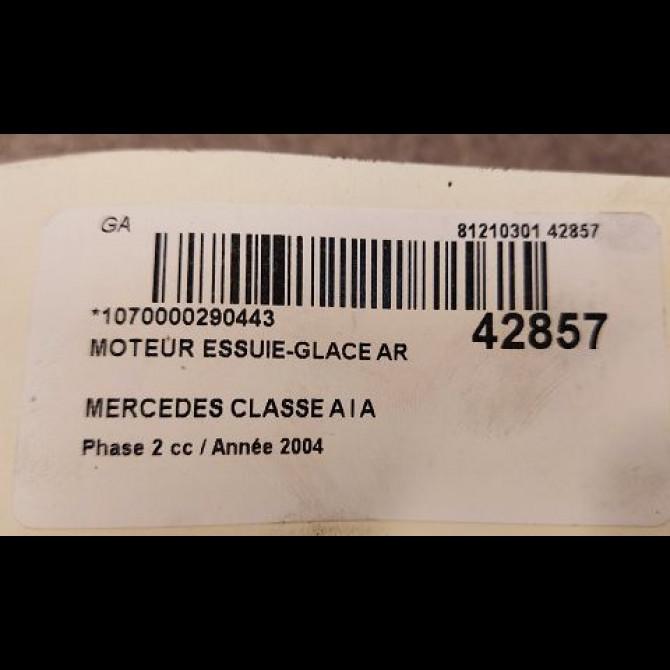 GA
81210301 42857
*1070000290443
42857
MOTEUR ESSUIE-GLACE AR
MERCEDES CLASSE A I A
Phase 2 cc / Année 2004